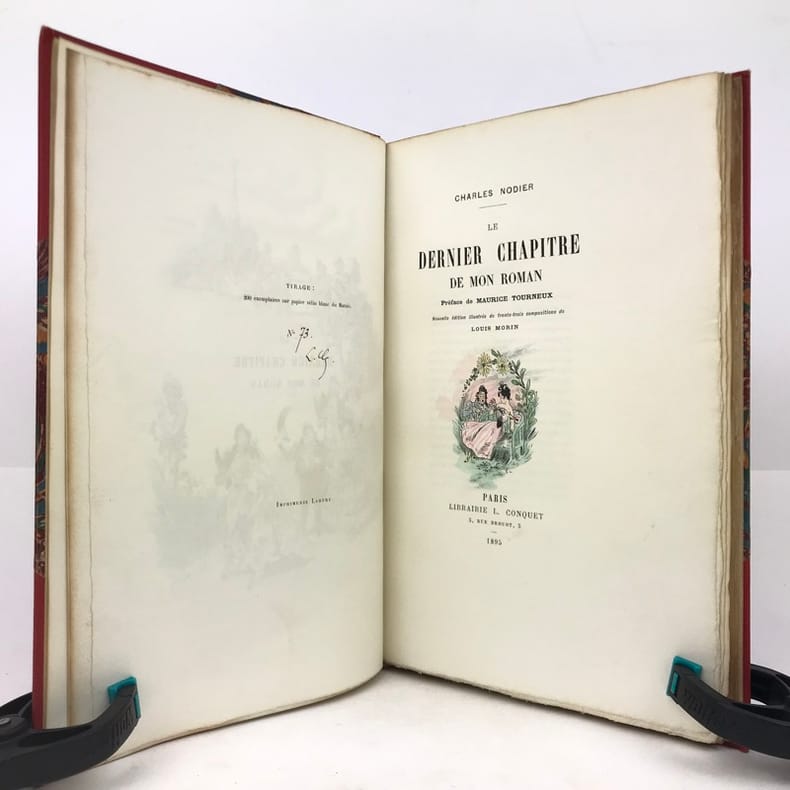 TIRAGE :
200 exemplaires sur papier vélin blanc du Marais.
N° 73.
IMPRIMERIE LAHURE
CHARLES NODIER
LE
DERNIER CHAPITRE
DE MON ROMAN
Préface de MAURICE TOURNEUX
Nouvelle édition illustrée de trente-trois compositions de
LOUIS MORIN
PARIS
LIBRAIRIE L. CONQUET
5, RUE DROUOT, 5
1895